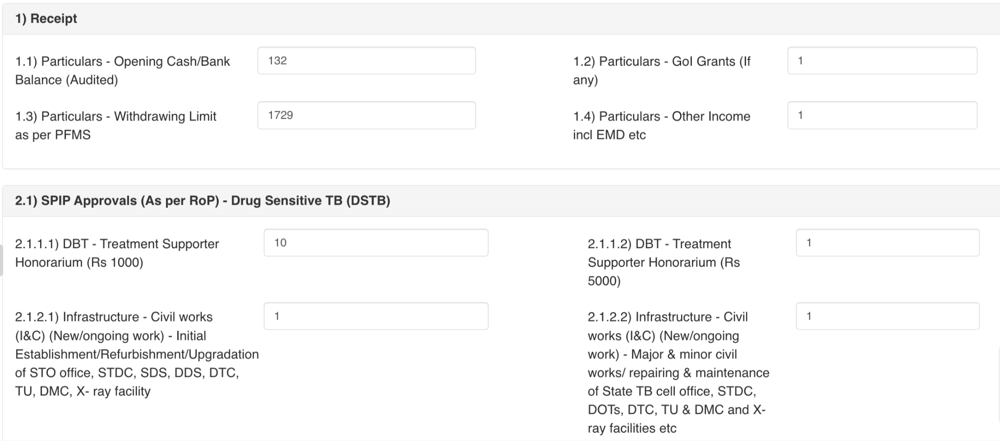 1) Receipt
1.1) Particulars - Opening Cash/Bank
Balance (Audited)
132
1.2) Particulars - GoI Grants (If
any)
1
1.3) Particulars - Withdrawing Limit
as per PFMS
1729
1.4) Particulars - Other Income
incl EMD etc
1
2.1) SPIP Approvals (As per RoP) - Drug Sensitive TB (DSTB)
2.1.1.1) DBT - Treatment Supporter
Honorarium (Rs 1000)
10
2.1.1.2) DBT - Treatment
Supporter Honorarium (Rs
5000)
1
2.1.2.1) Infrastructure - Civil works
(I&C) (New/ongoing work) - Initial
Establishment/Refurbishment/Upgradation
of STO office, STDC, SDS, DDS, DTC,
TU, DMC, X- ray facility
1
2.1.2.2) Infrastructure - Civil
works (I&C) (New/ongoing
work) - Major & minor civil
works/ repairing & maintenance
of State TB cell office, STDC,
DOTs, DTC, TU & DMC and X-
ray facilities etc
1